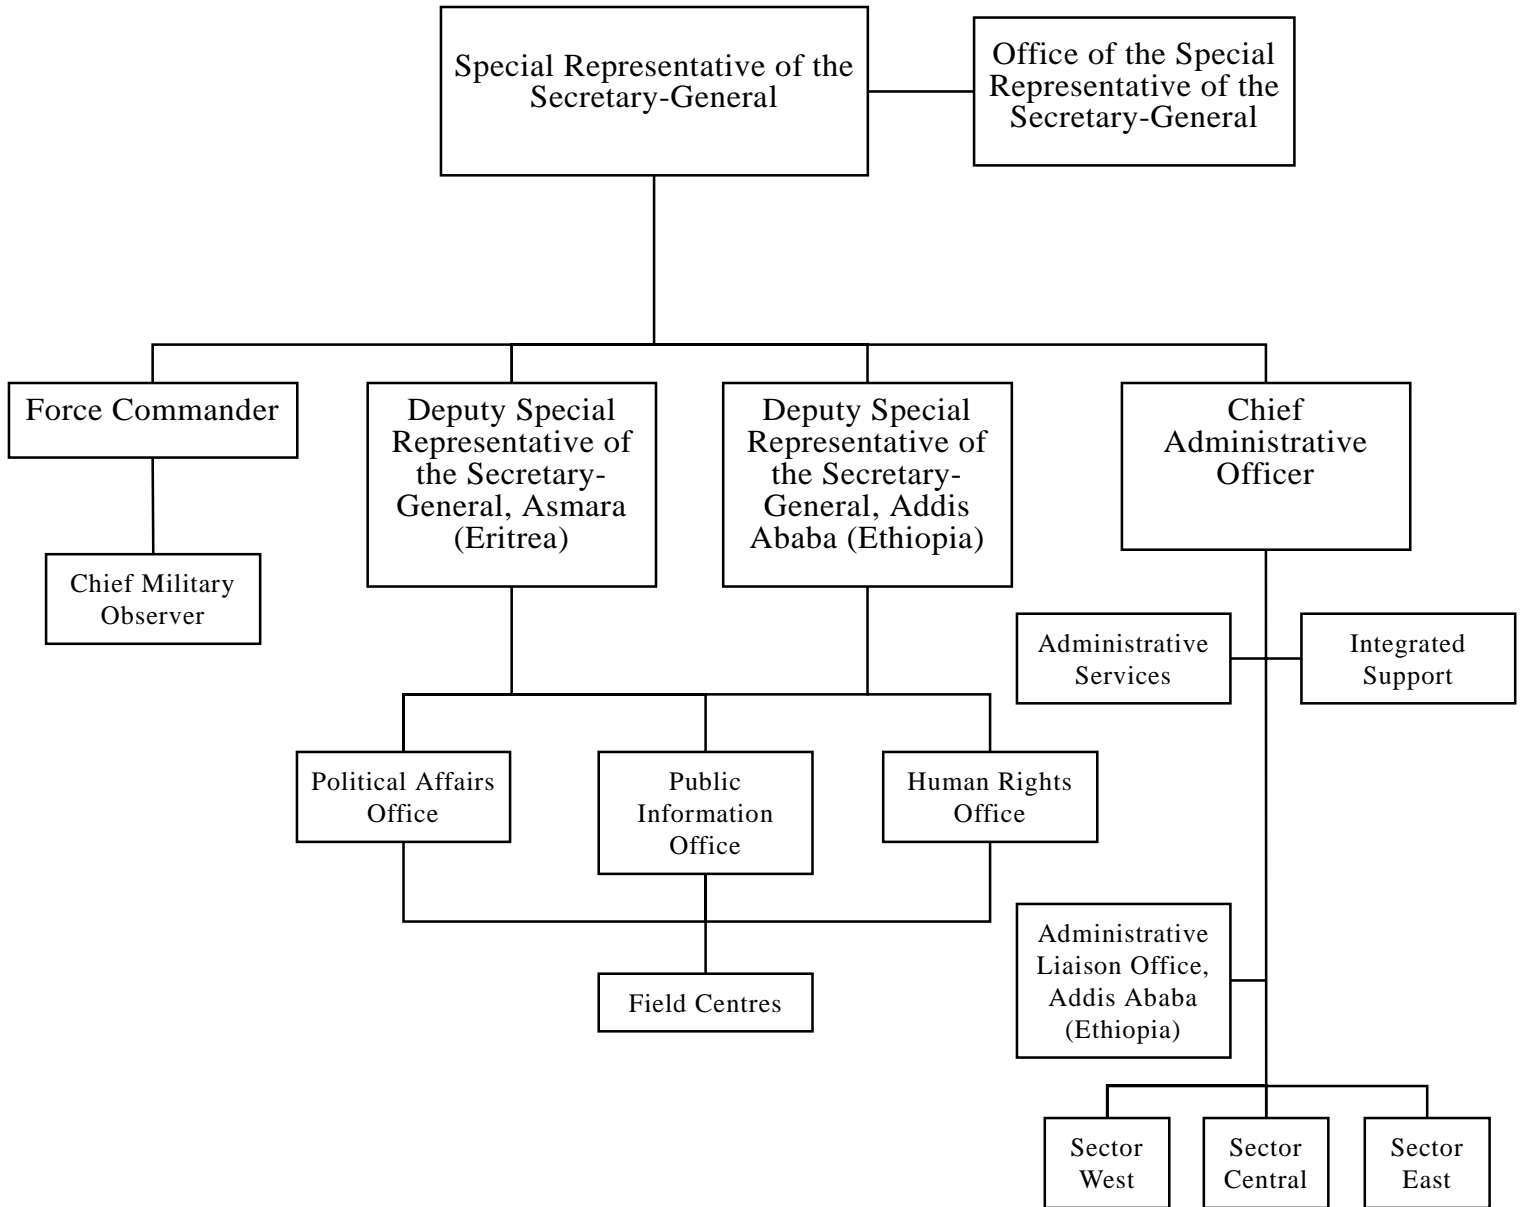 Special Representative of the
Secretary-General
Office of the Special
Representative of the
Secretary-General
Force Commander
Deputy Special
Representative of
the Secretary-
General, Asmara
(Eritrea)
Deputy Special
Representative of
the Secretary-
General, Addis
Ababa (Ethiopia)
Chief
Administrative
Officer
Chief Military
Observer
Administrative
Services
Integrated
Support
Political Affairs
Office
Public
Information
Office
Human Rights
Office
Administrative
Liaison Office,
Addis Ababa
(Ethiopia)
Field Centres
Sector
West
Sector
Central
Sector
East